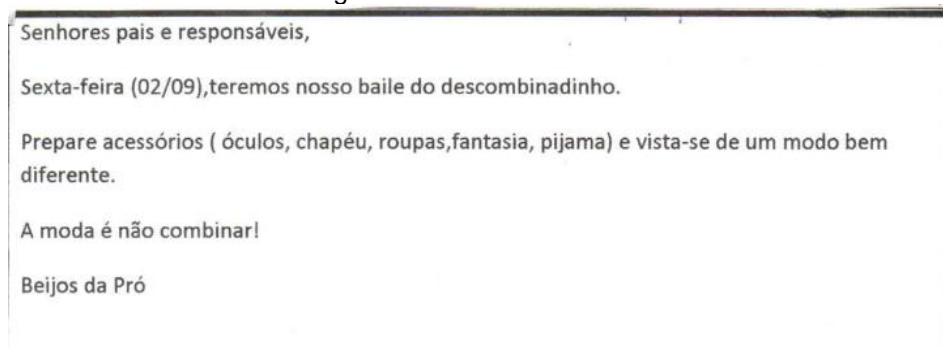 Senhores pais e responsáveis,
Sexta-feira (02/09),teremos nosso baile do descombinadinho.
Prepare acessórios ( óculos, chapéu, roupas,fantasia, pijama) e vista-se de um modo bem
diferente.
A moda é não combinar!
Beijos da Pró